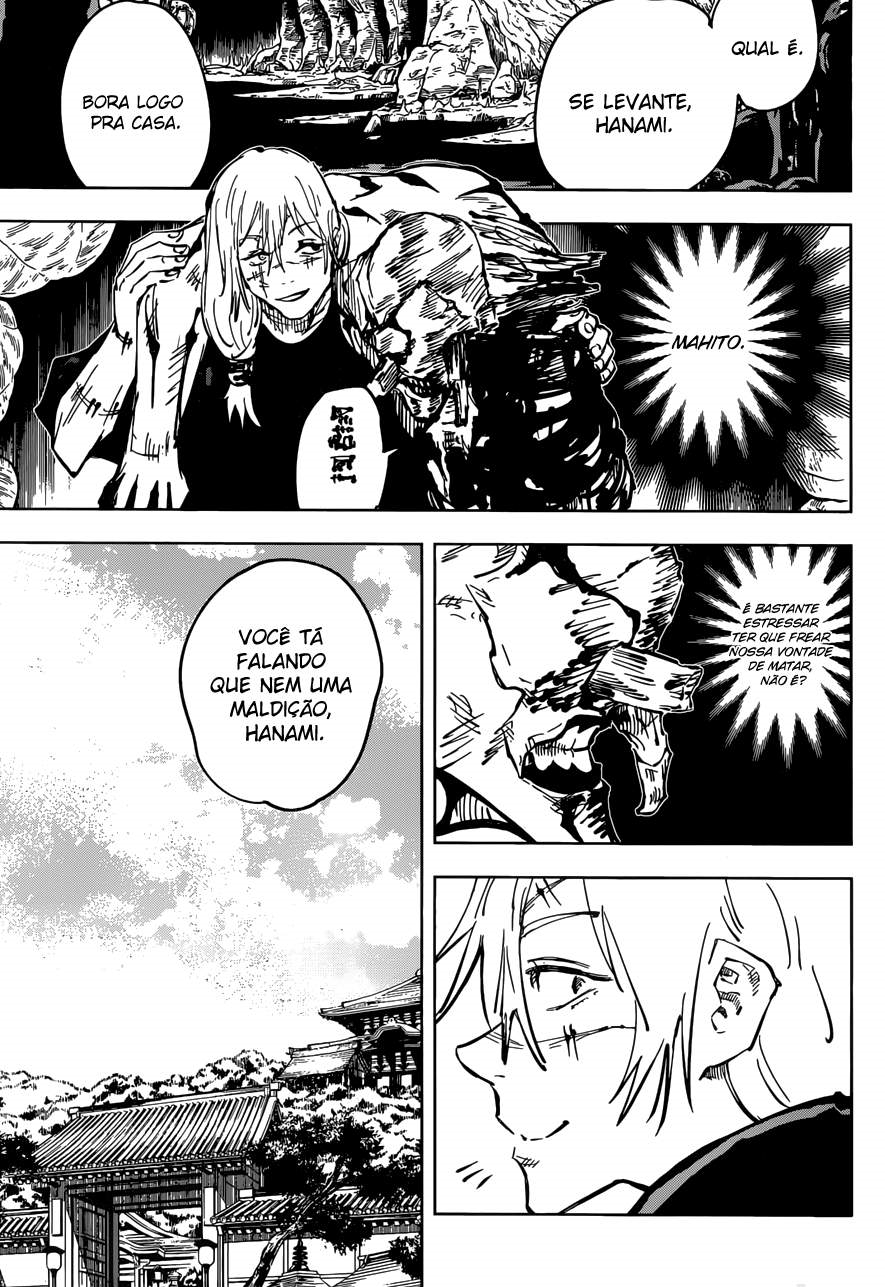 QUAL É.
SE LEVANTE,
HANAMI.
BORA LOGO
PRA CASA.
MAHITO.
É BASTANTE
ESTRESSAR
TER QUE FREAR
NOSSA VONTADE
DE MATAR,
NÃO É?
VOCÊ TÁ
FALANDO
QUE NEM UMA
MALDIÇÃO,
HANAMI.